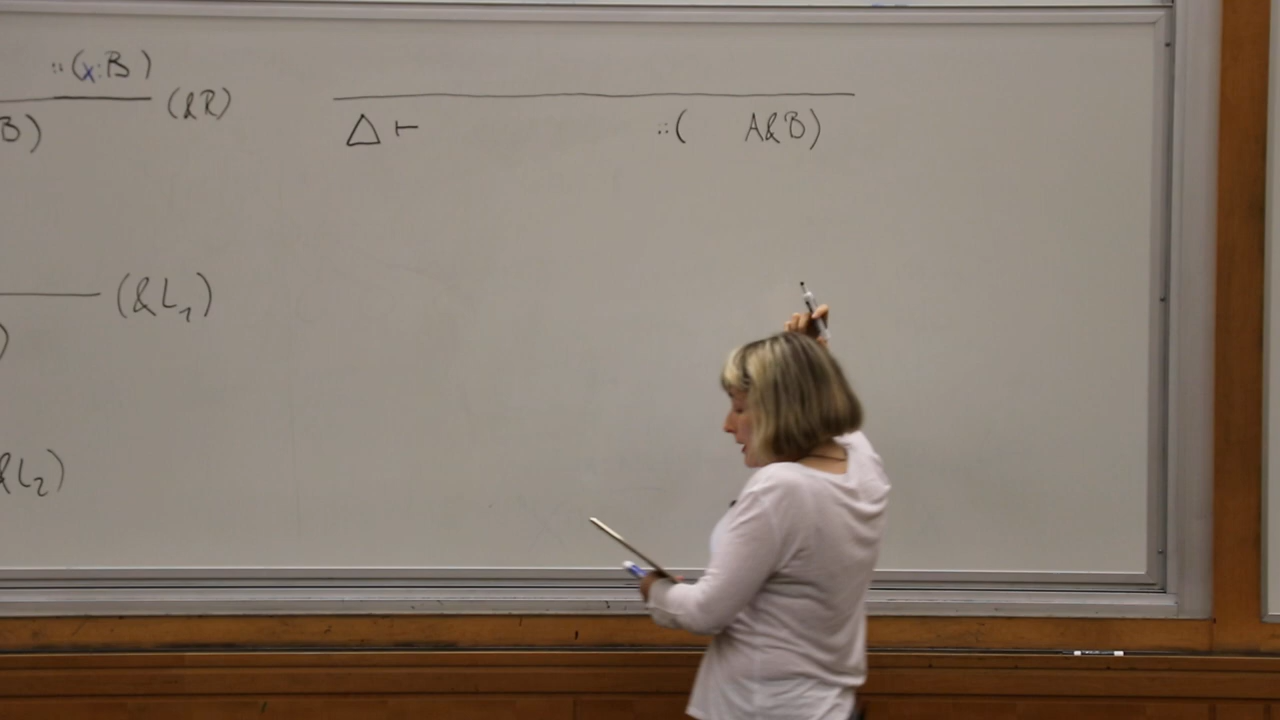 ::(x:B)
(&R)
B)
Δ ⊢ ::( A&B)
(&L₁)
)
&L₂)